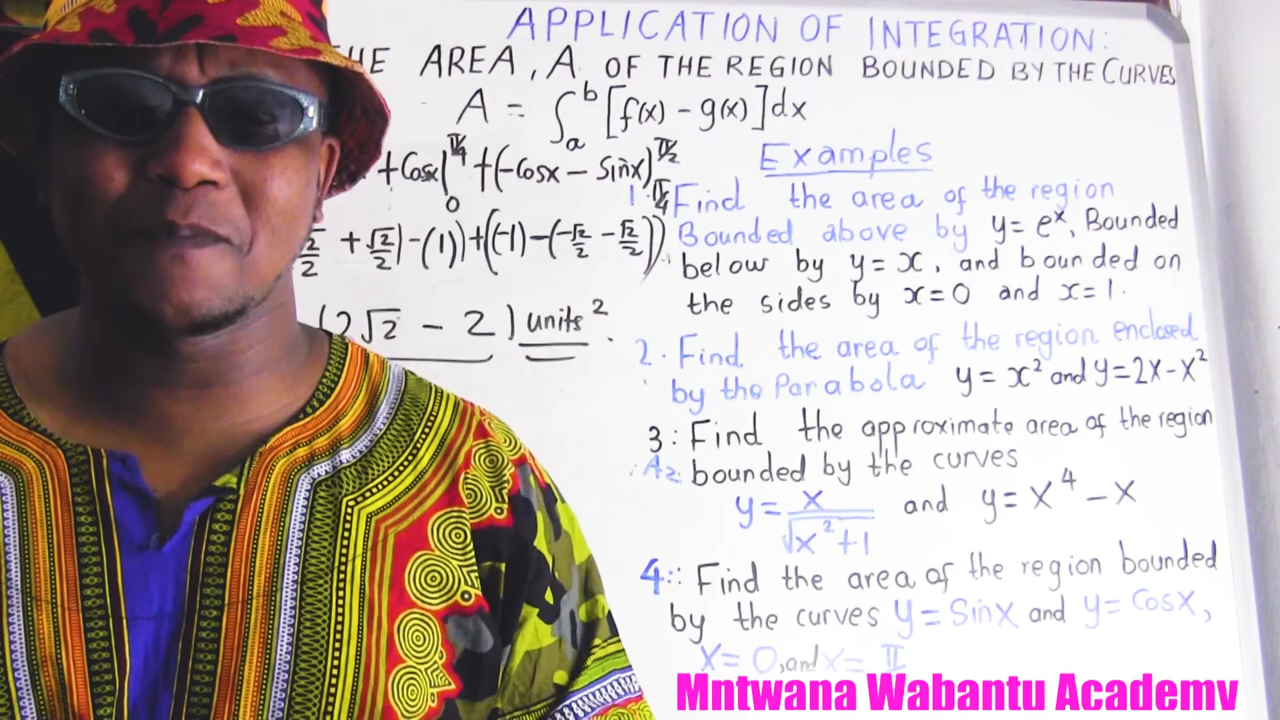 APPLICATION OF INTEGRATION:
HE AREA, A OF THE REGION BOUNDED BY THE CURVES
A = ∫_a^b [f(x) - g(x)]dx
+Cosx|_0^{π/4} +(-Cosx - Sinx)_{π/4}^{π/2}
√2/2 + √2/2) - (1)) + ((-1) - (-√2/2 - √2/2))
(2√2 - 2) units².
Examples
1. Find the area of the region
Bounded above by y = e^x, Bounded
below by y = x, and bounded on
the sides by x=0 and x=1.
2. Find the area of the region enclosed
by the Parabola y = x² and y=2x-x²
3: Find the approximate area of the region
bounded by the curves
y = x/√(x²+1) and y = x⁴ - x
4:: Find the area of the region bounded
by the curves y = Sinx and y = Cosx,
x = 0, and x =
Mntwana Wabantu Academy